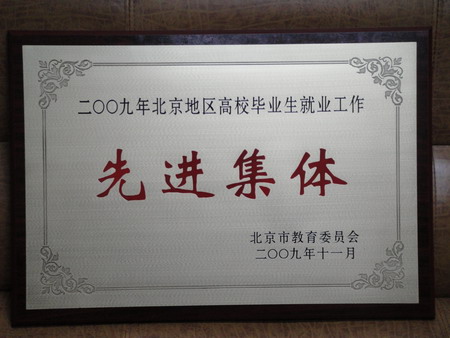 二〇〇九年北京地区高校毕业生就业工作
先进集体
北京市教育委员会
二〇〇九年十一月